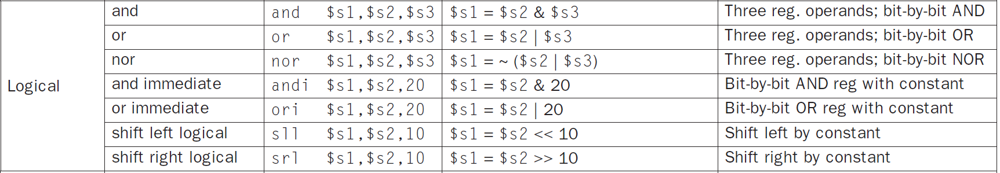 and and $s1,$s2,$s3 $s1 = $s2 & $s3 Three reg. operands; bit-by-bit AND
or or $s1,$s2,$s3 $s1 = $s2 | $s3 Three reg. operands; bit-by-bit OR
nor nor $s1,$s2,$s3 $s1 = ~ ($s2 | $s3) Three reg. operands; bit-by-bit NOR
Logical and immediate andi $s1,$s2,20 $s1 = $s2 & 20 Bit-by-bit AND reg with constant
or immediate ori $s1,$s2,20 $s1 = $s2 | 20 Bit-by-bit OR reg with constant
shift left logical sll $s1,$s2,10 $s1 = $s2 << 10 Shift left by constant
shift right logical srl $s1,$s2,10 $s1 = $s2 >> 10 Shift right by constant